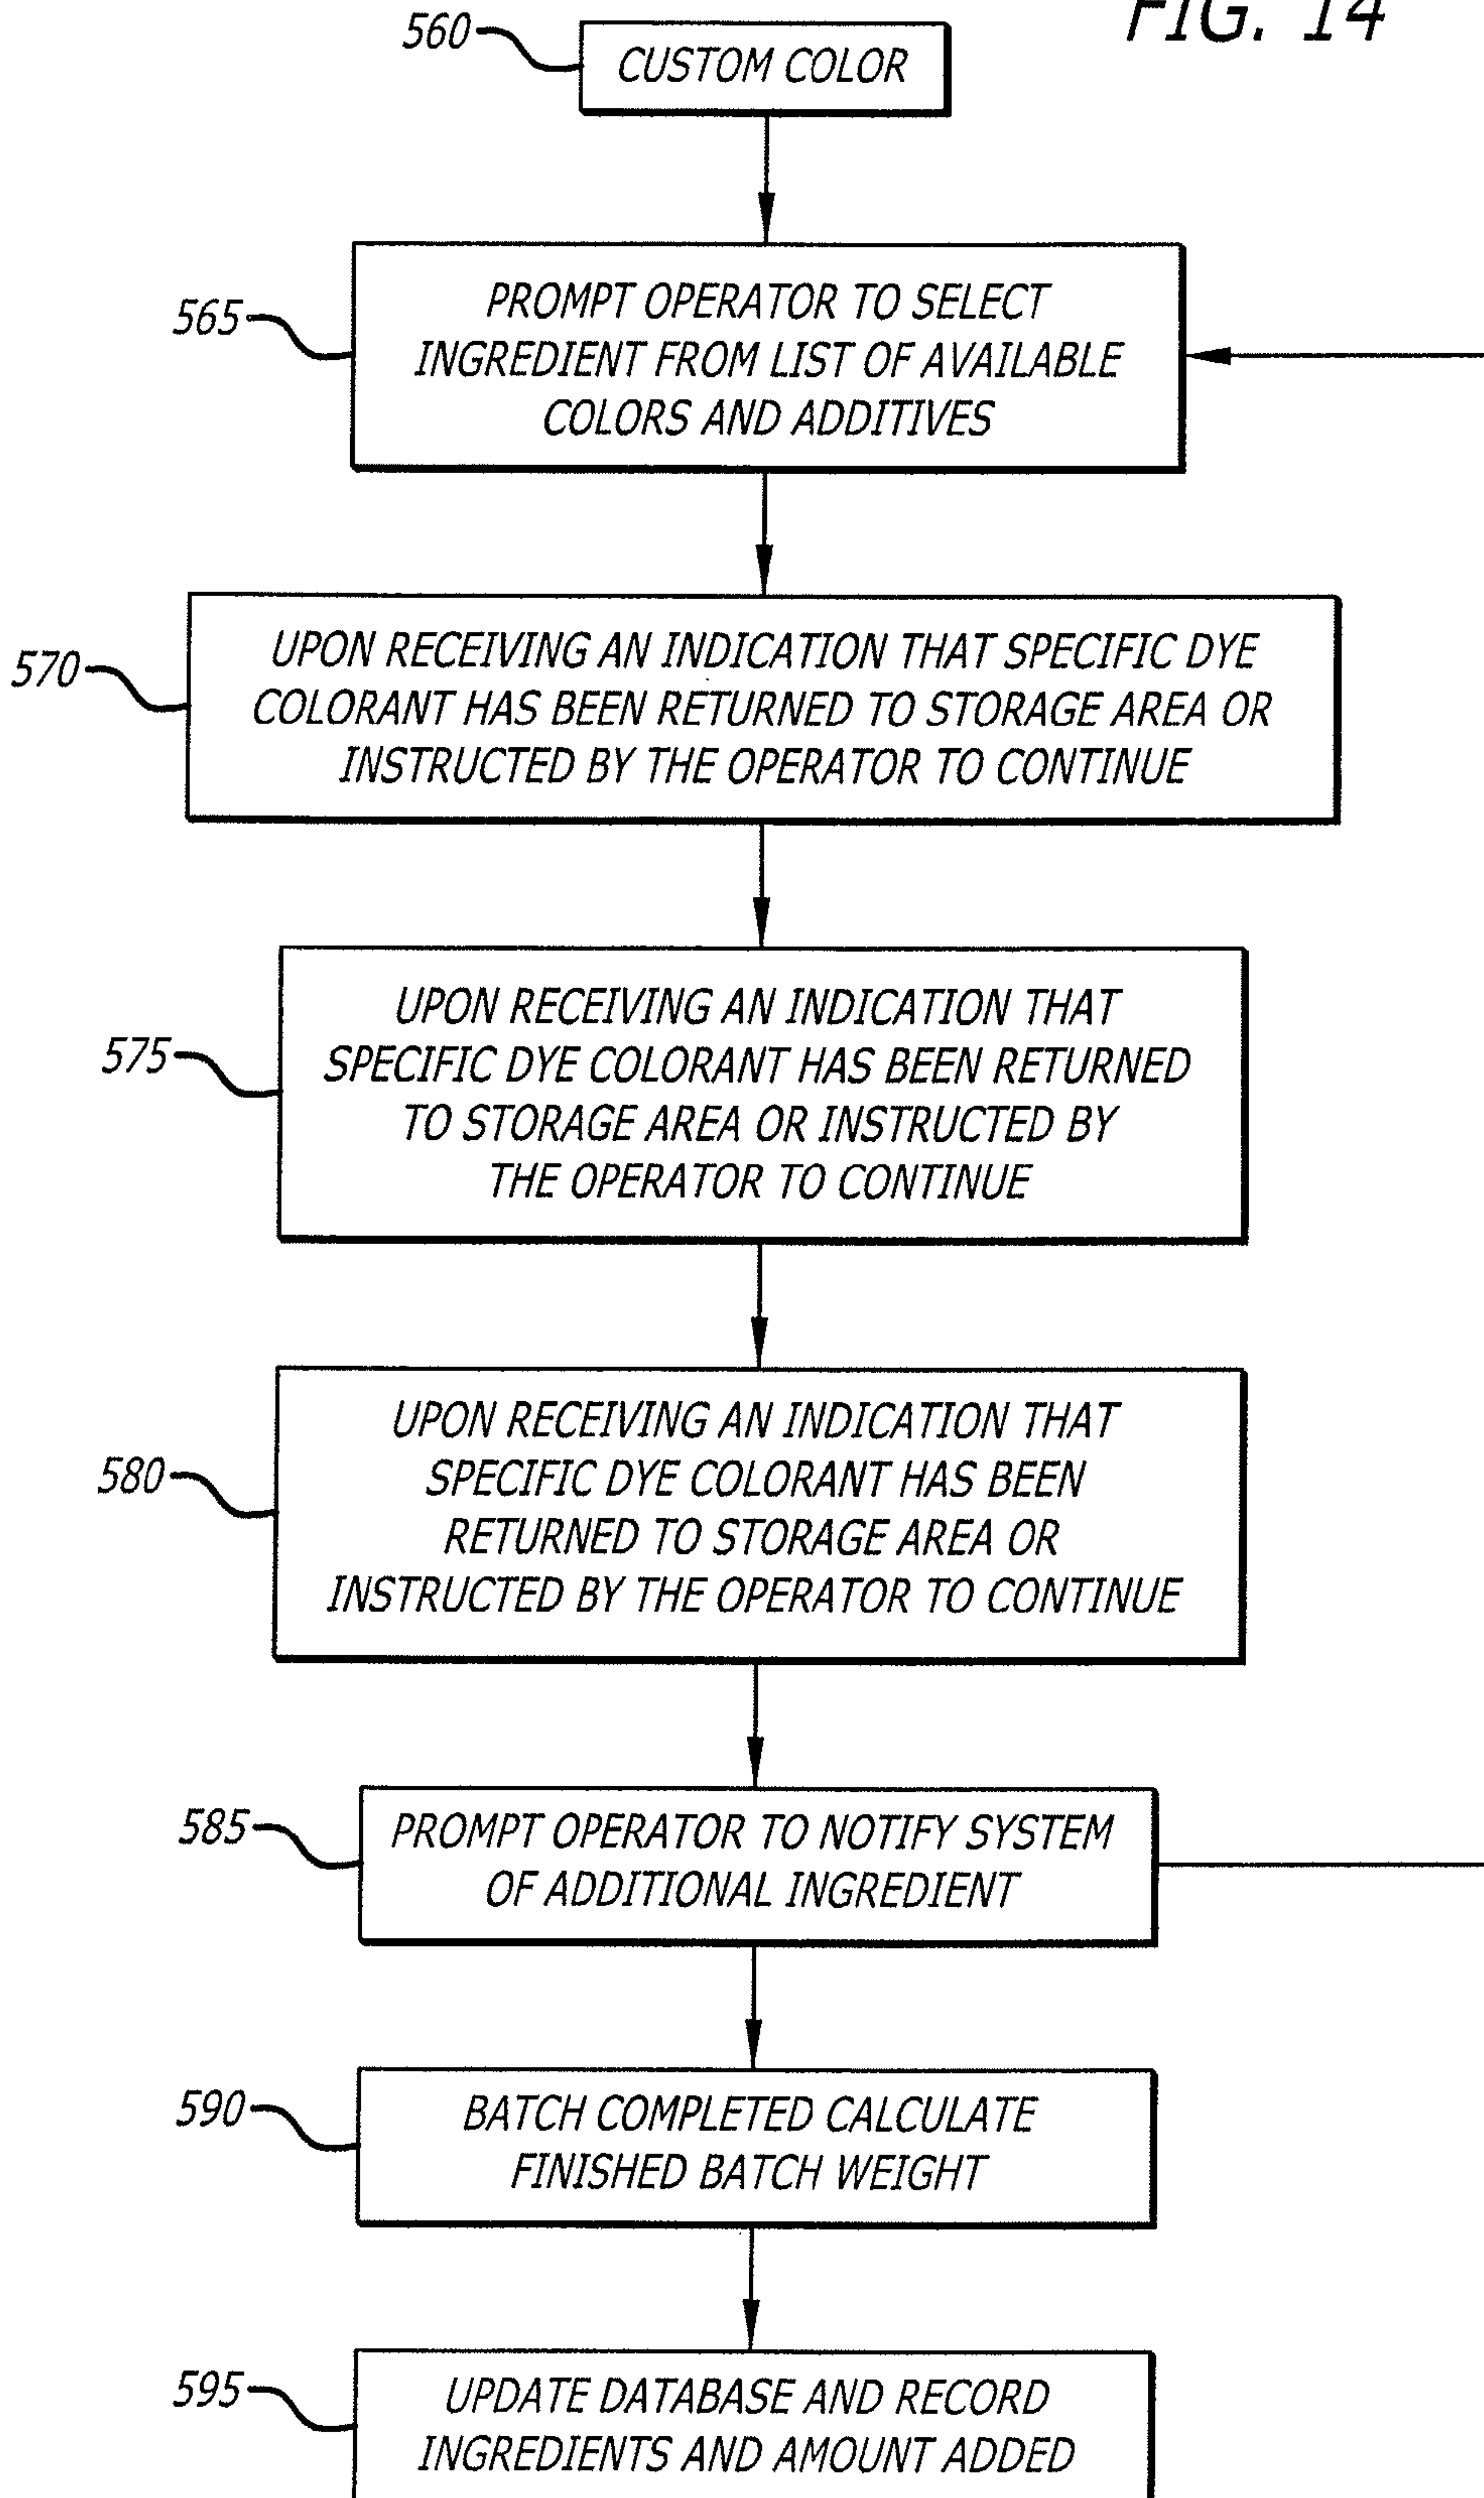 FIG. 14
560
CUSTOM COLOR
565
PROMPT OPERATOR TO SELECT
INGREDIENT FROM LIST OF AVAILABLE
COLORS AND ADDITIVES
570
UPON RECEIVING AN INDICATION THAT SPECIFIC DYE
COLORANT HAS BEEN RETURNED TO STORAGE AREA OR
INSTRUCTED BY THE OPERATOR TO CONTINUE
575
UPON RECEIVING AN INDICATION THAT
SPECIFIC DYE COLORANT HAS BEEN RETURNED
TO STORAGE AREA OR INSTRUCTED BY
THE OPERATOR TO CONTINUE
580
UPON RECEIVING AN INDICATION THAT
SPECIFIC DYE COLORANT HAS BEEN
RETURNED TO STORAGE AREA OR
INSTRUCTED BY THE OPERATOR TO CONTINUE
585
PROMPT OPERATOR TO NOTIFY SYSTEM
OF ADDITIONAL INGREDIENT
590
BATCH COMPLETED CALCULATE
FINISHED BATCH WEIGHT
595
UPDATE DATABASE AND RECORD
INGREDIENTS AND AMOUNT ADDED